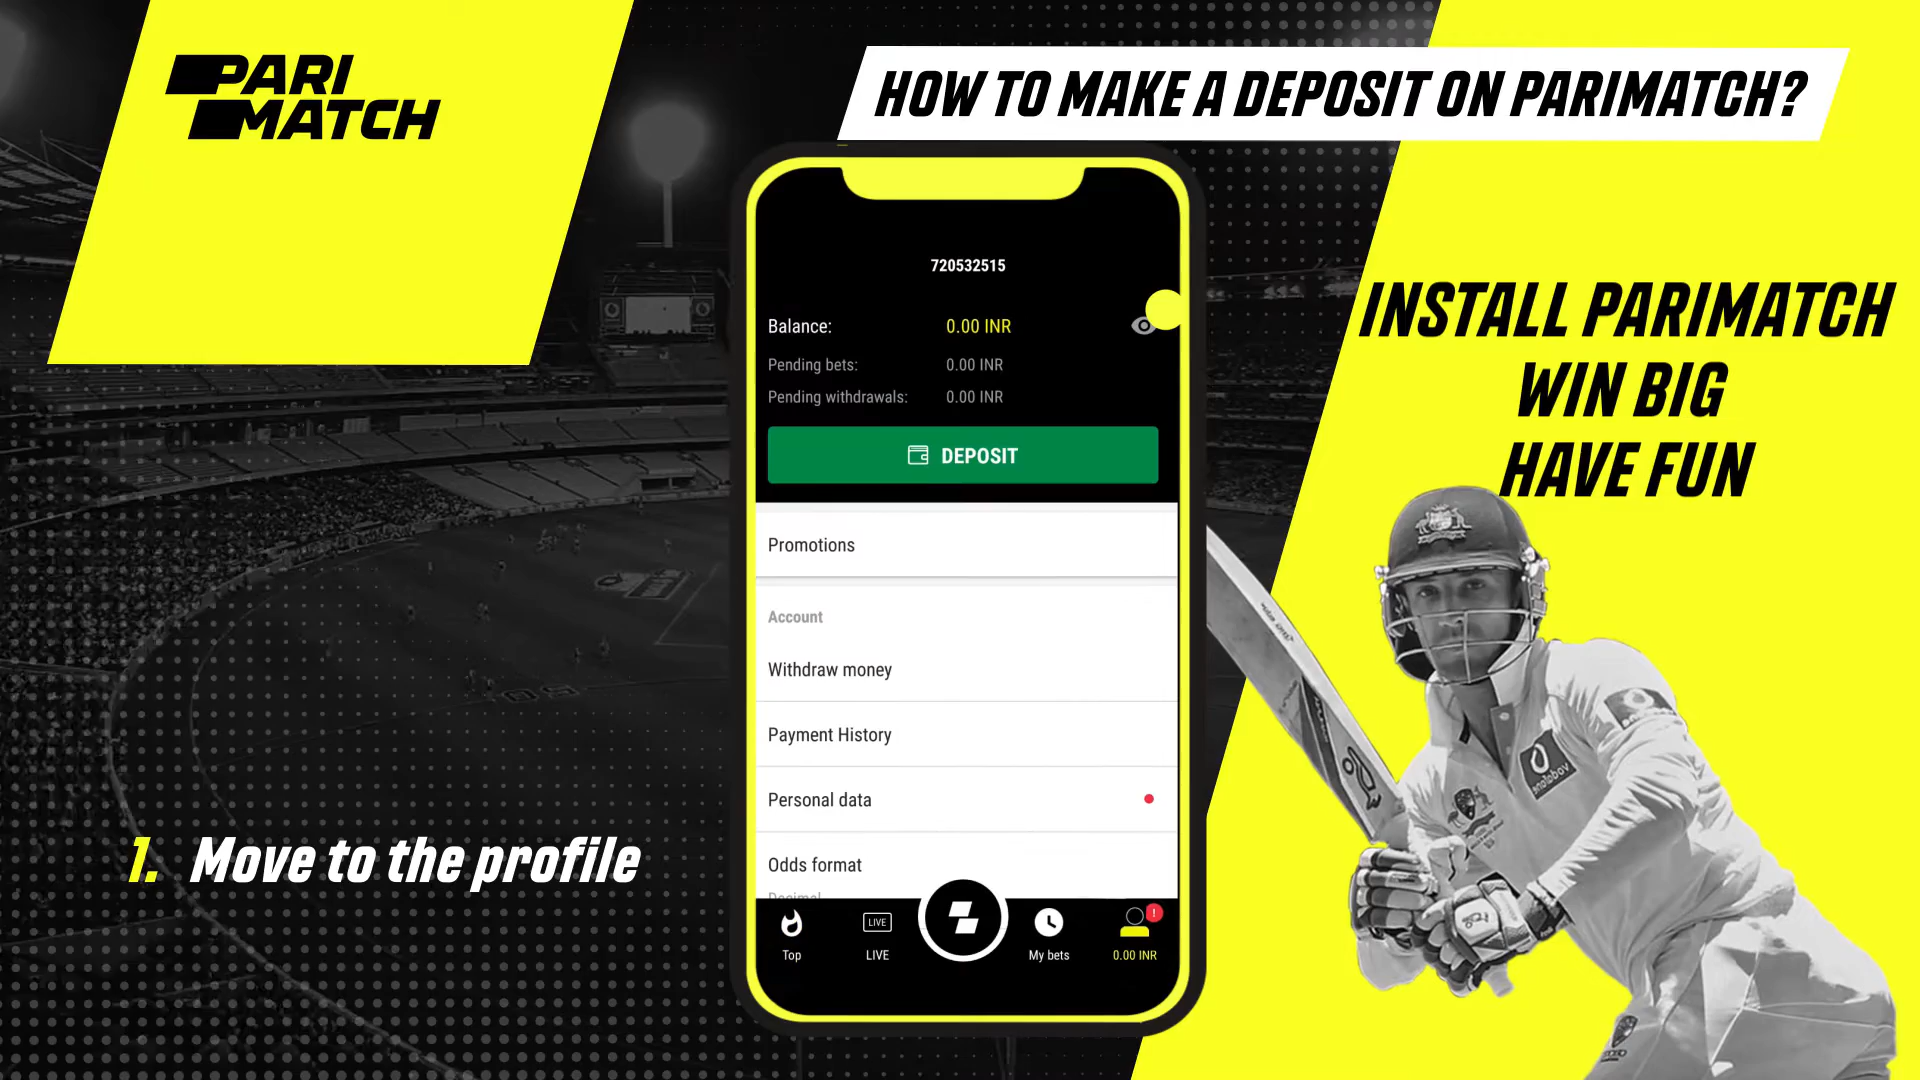 PARI
MATCH
HOW TO MAKE A DEPOSIT ON PARIMATCH?
INSTALL PARIMATCH
WIN BIG
HAVE FUN
720532515
Balance: 0.00 INR
Pending bets: 0.00 INR
Pending withdrawals: 0.00 INR
DEPOSIT
Promotions
Account
Withdraw money
Payment History
Personal data
Odds format
Decimal
LIVE
!
Top LIVE My bets 0.00 INR
1. Move to the profile